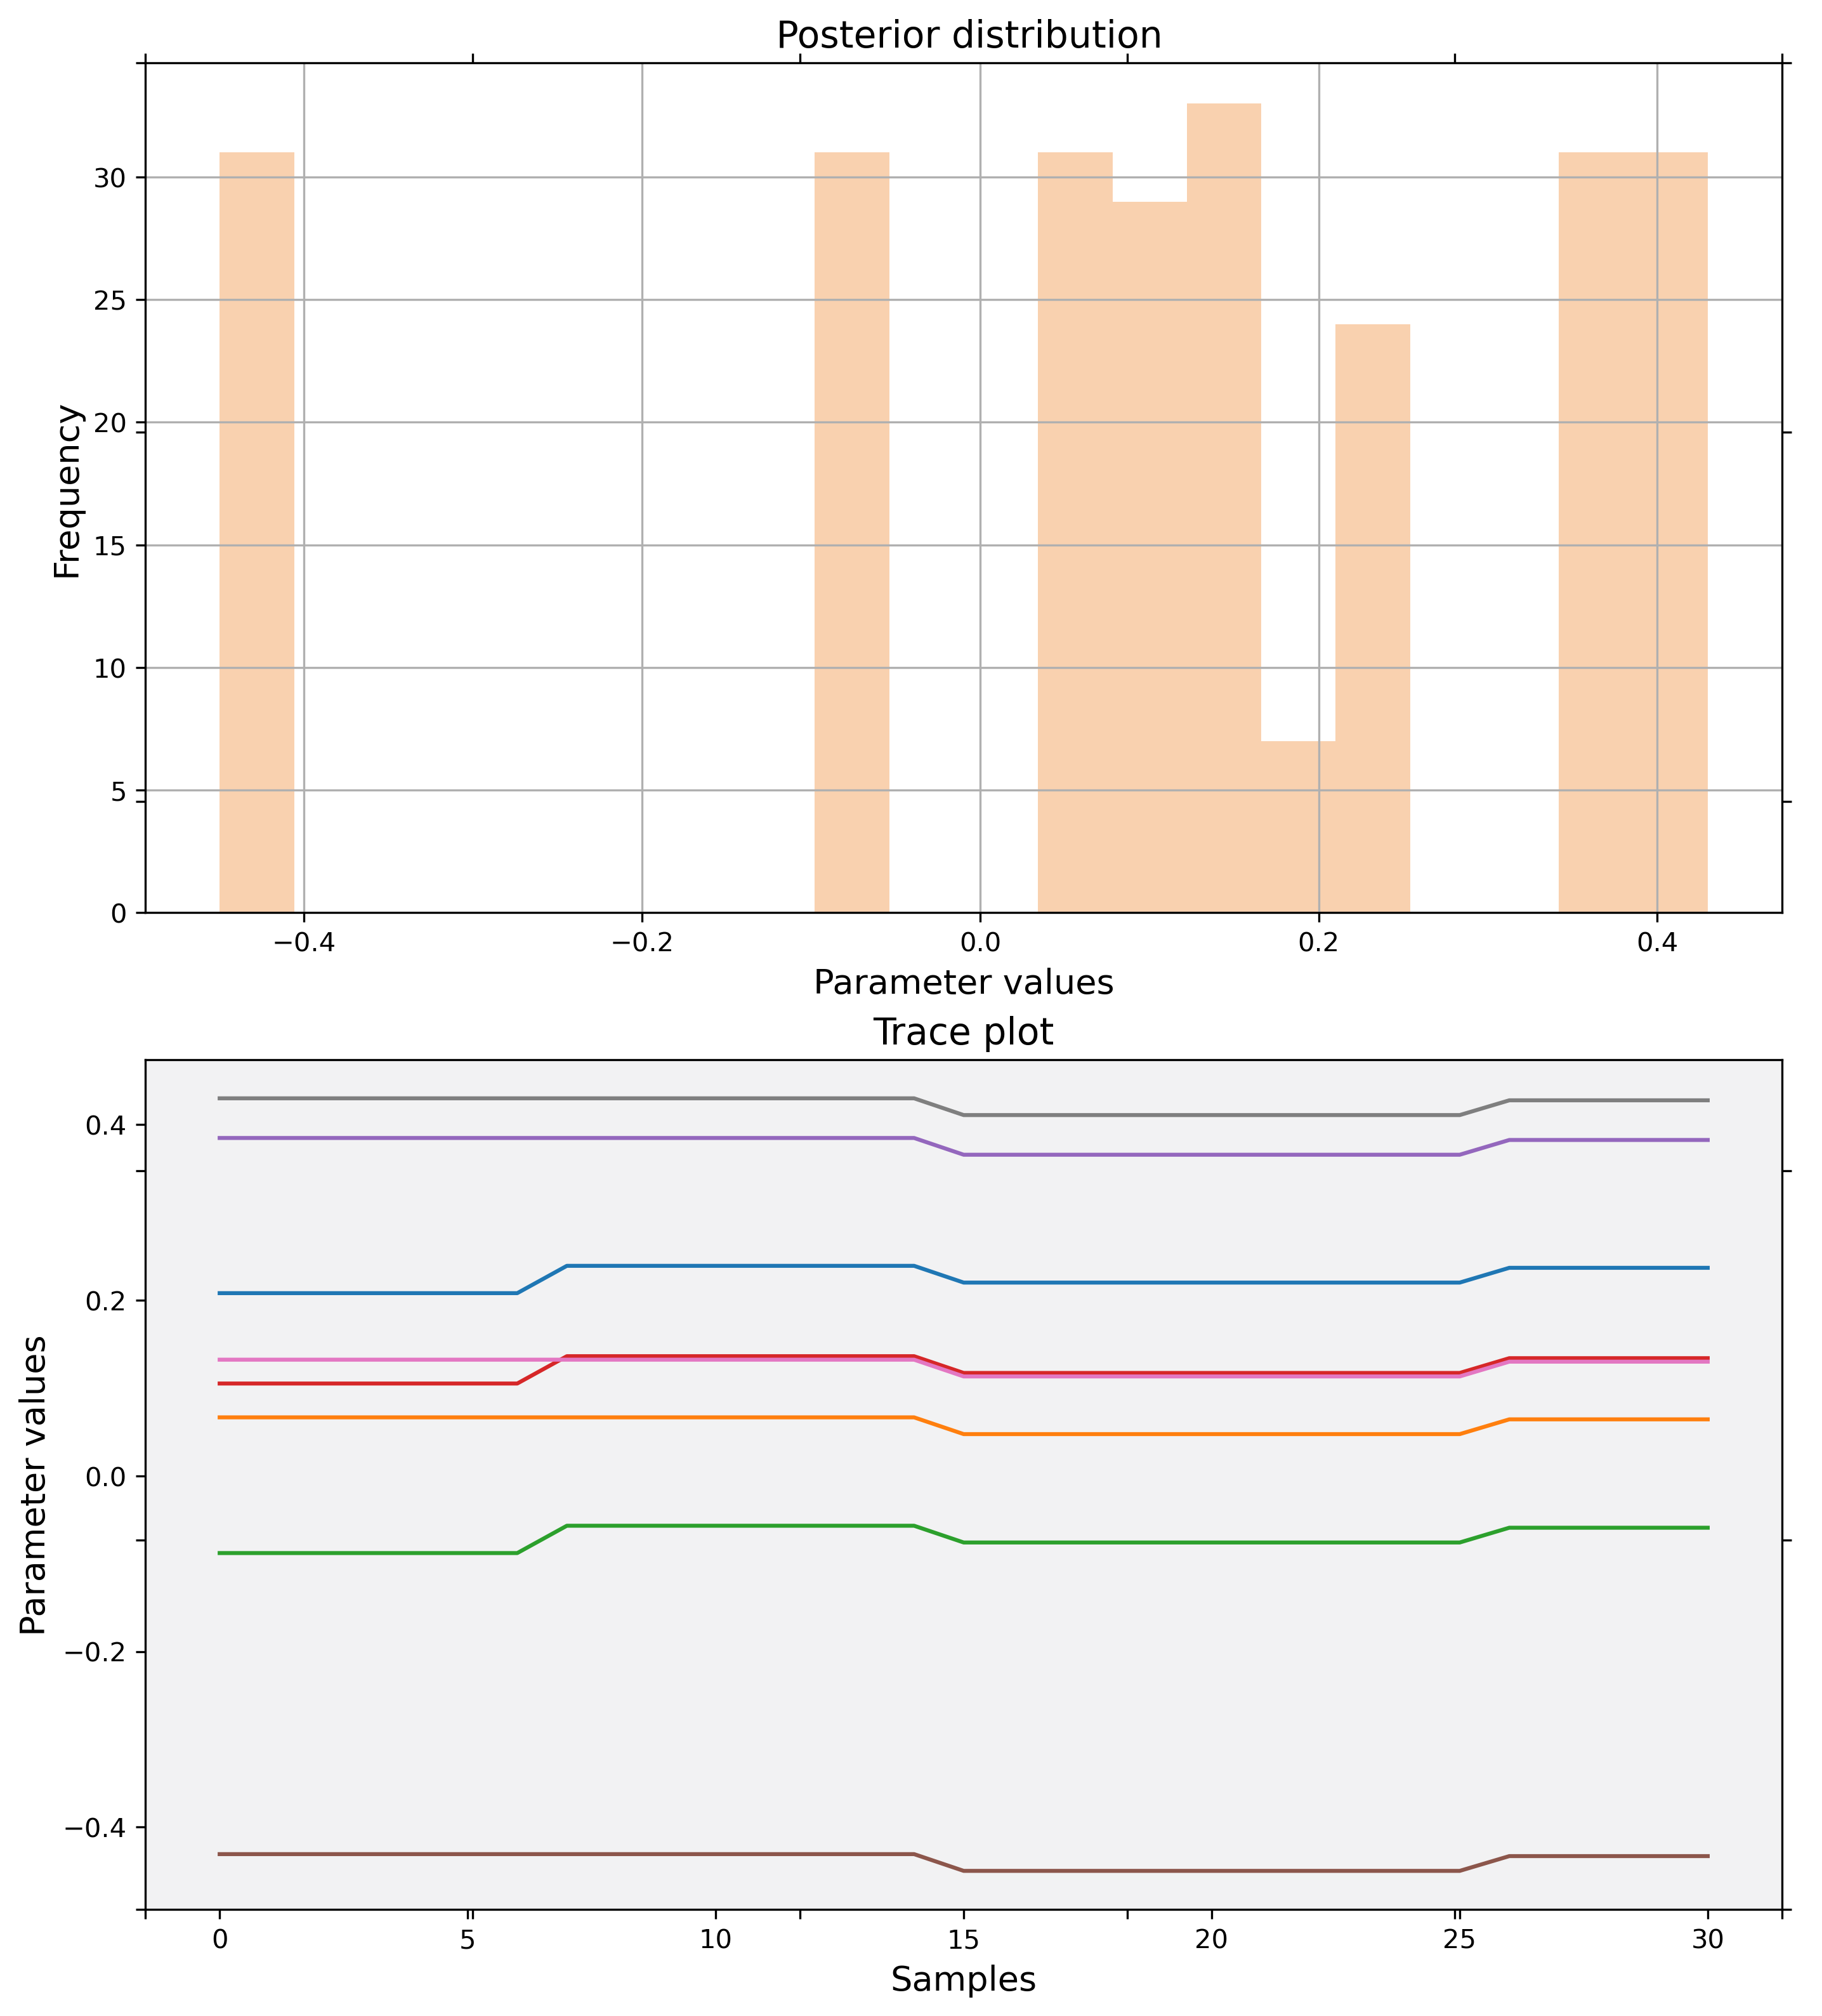 Posterior distribution
30
25
20
15
10
5
0
Frequency
−0.4 −0.2 0.0 0.2 0.4
Parameter values
Trace plot
0.4
0.2
0.0
−0.2
−0.4
Parameter values
0 5 10 15 20 25 30
Samples